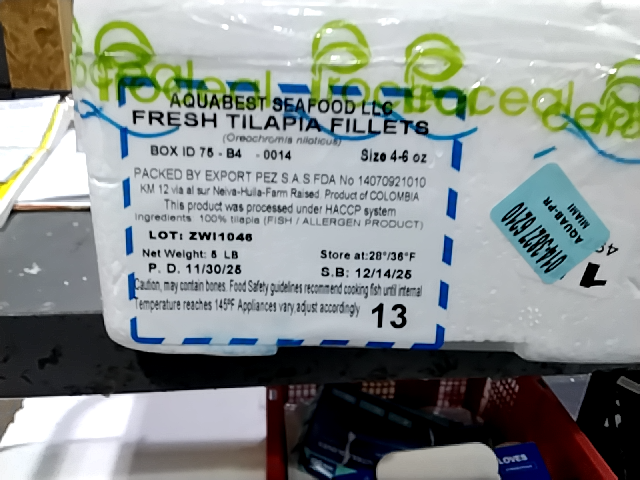 AQUABEST SEAFOOD LLC
FRESH TILAPIA FILLETS
(Oreochromis niloticus)
BOX ID 75 - B4 - 0014 Size 4-6 oz
PACKED BY EXPORT PEZ S A S FDA No 14070921010
KM 12 via al sur Neiva-Huila-Farm Raised. Product of COLOMBIA
This product was processed under HACCP system
Ingredients 100% tilapia (FISH / ALLERGEN PRODUCT)
LOT: ZWI1046
Net Weight: 5 LB Store at:28°/36°F
P. D. 11/30/25 S.B: 12/14/25
Caution, may contain bones. Food Safety guidelines recommend cooking fish until internal
Temperature reaches 145ºF Appliances vary,adjust accordingly
13
AQUAB-PR
MIAMI
LOVES